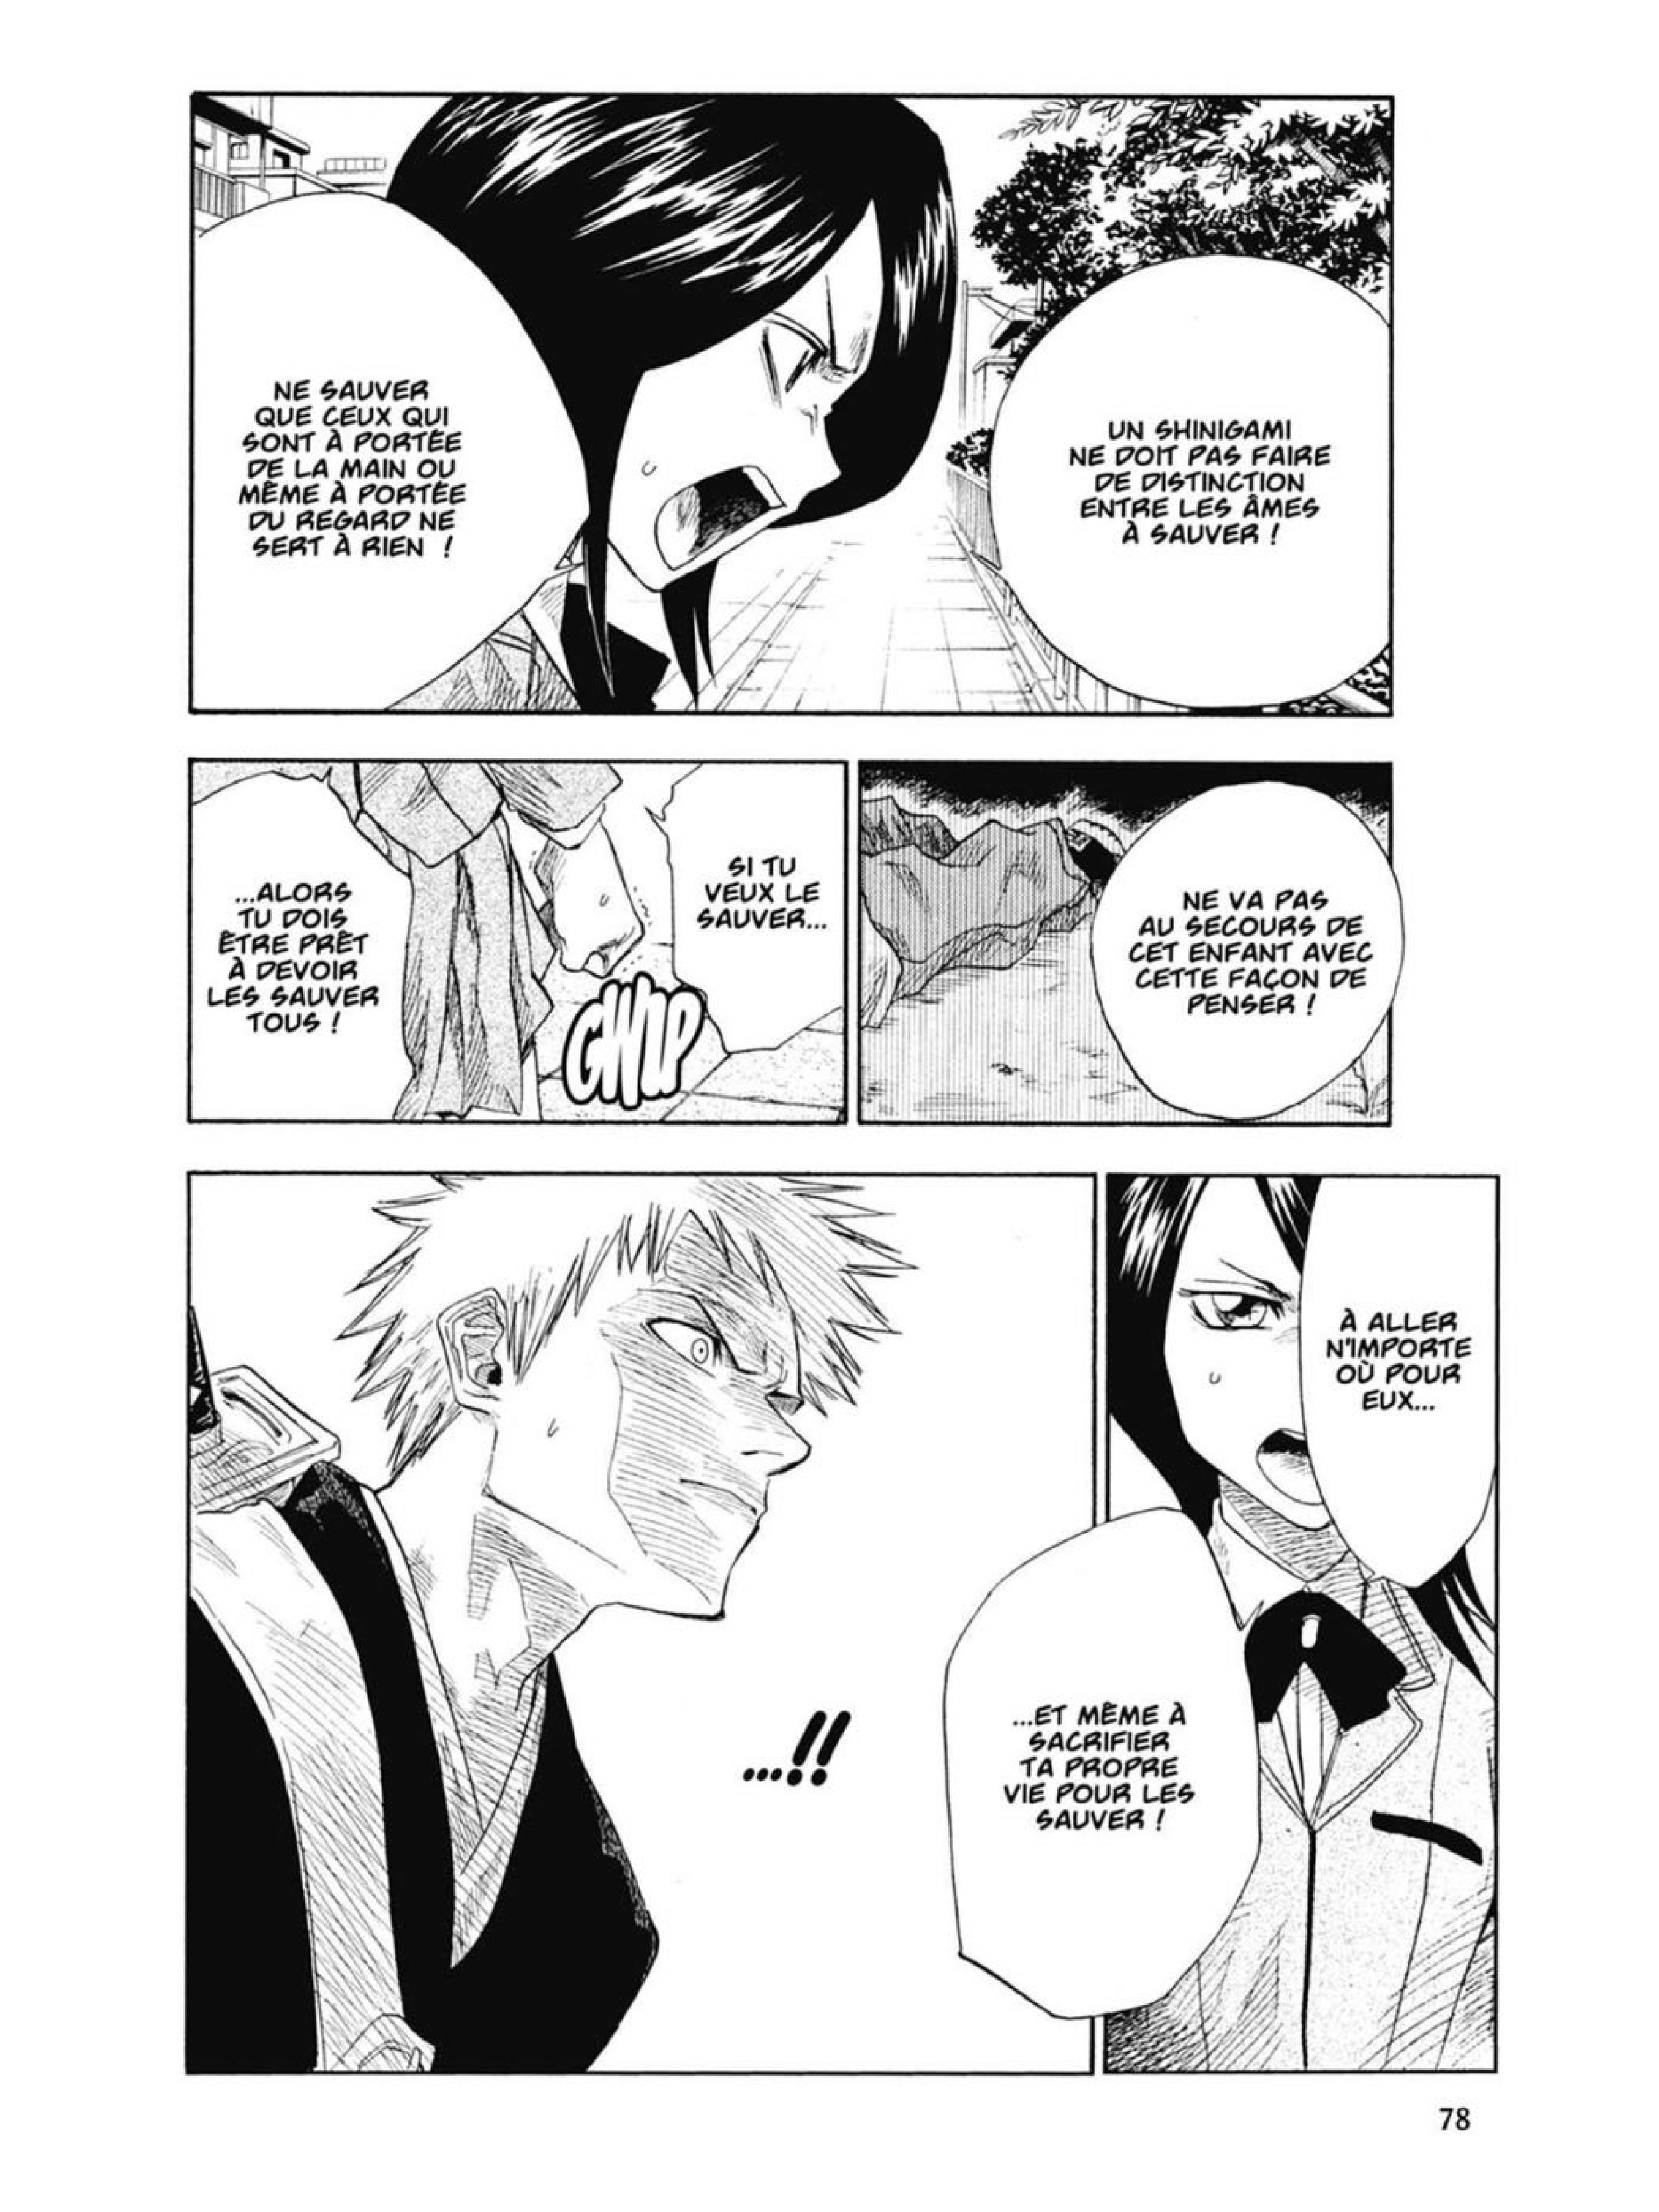 UN SHINIGAMI
NE DOIT PAS FAIRE
DE DISTINCTION
ENTRE LES ÂMES
À SAUVER !
NE SAUVER
QUE CEUX QUI
SONT À PORTÉE
DE LA MAIN OU
MÊME À PORTÉE
DU REGARD NE
SERT À RIEN !
NE VA PAS
AU SECOURS DE
CET ENFANT AVEC
CETTE FAÇON DE
PENSER !
SI TU
VEUX LE
SAUVER...
GWIP
...ALORS
TU DOIS
ÊTRE PRÊT
À DEVOIR
LES SAUVER
TOUS !
À ALLER
N'IMPORTE
OÙ POUR
EUX...
...ET MÊME À
SACRIFIER
TA PROPRE
VIE POUR LES
SAUVER !
...!!
78